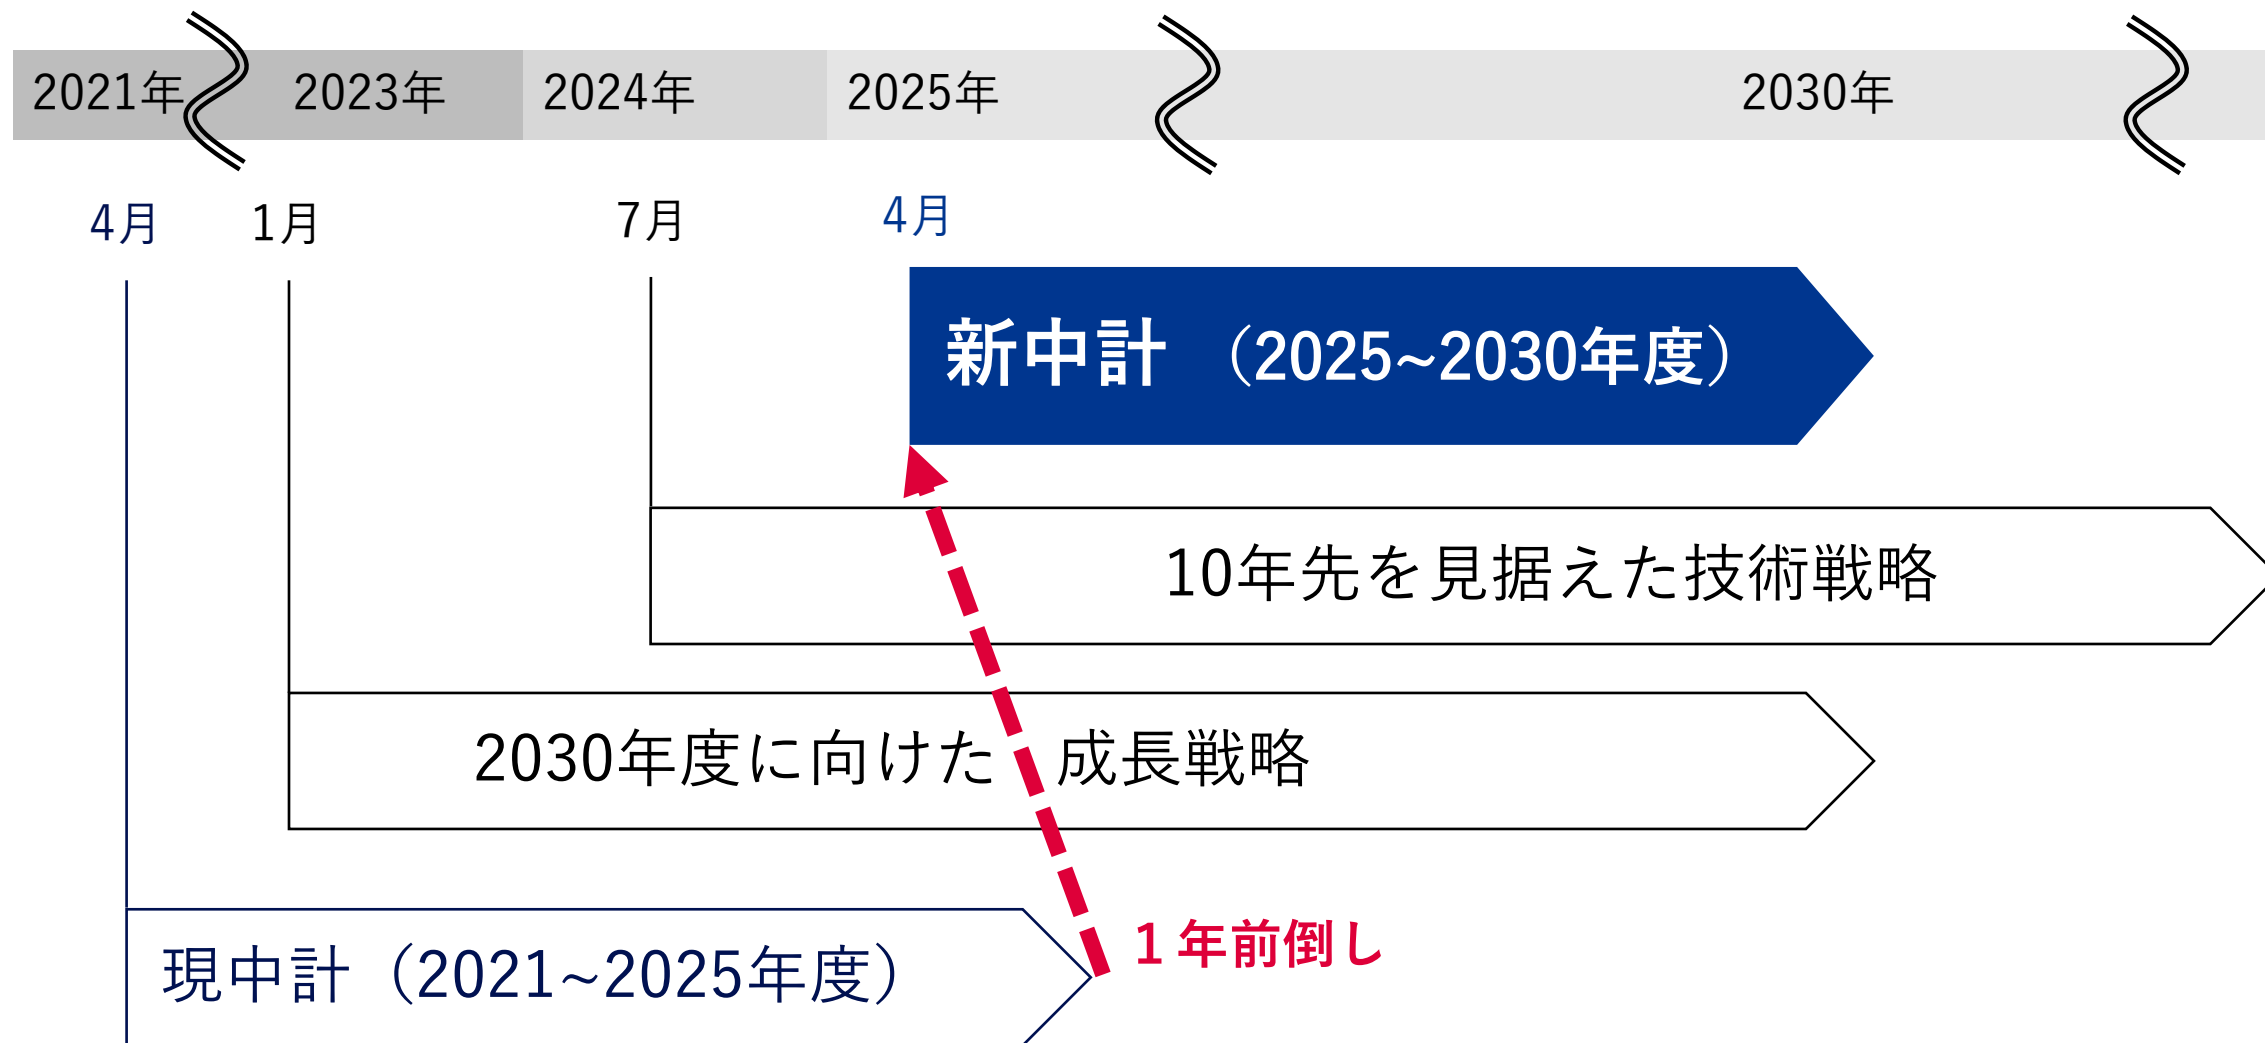 2021年 2023年 2024年 2025年 2030年
4月 1月 7月 4月
新中計 （2025~2030年度）
10年先を見据えた技術戦略
2030年度に向けた 成長戦略
1年前倒し
現中計（2021~2025年度）